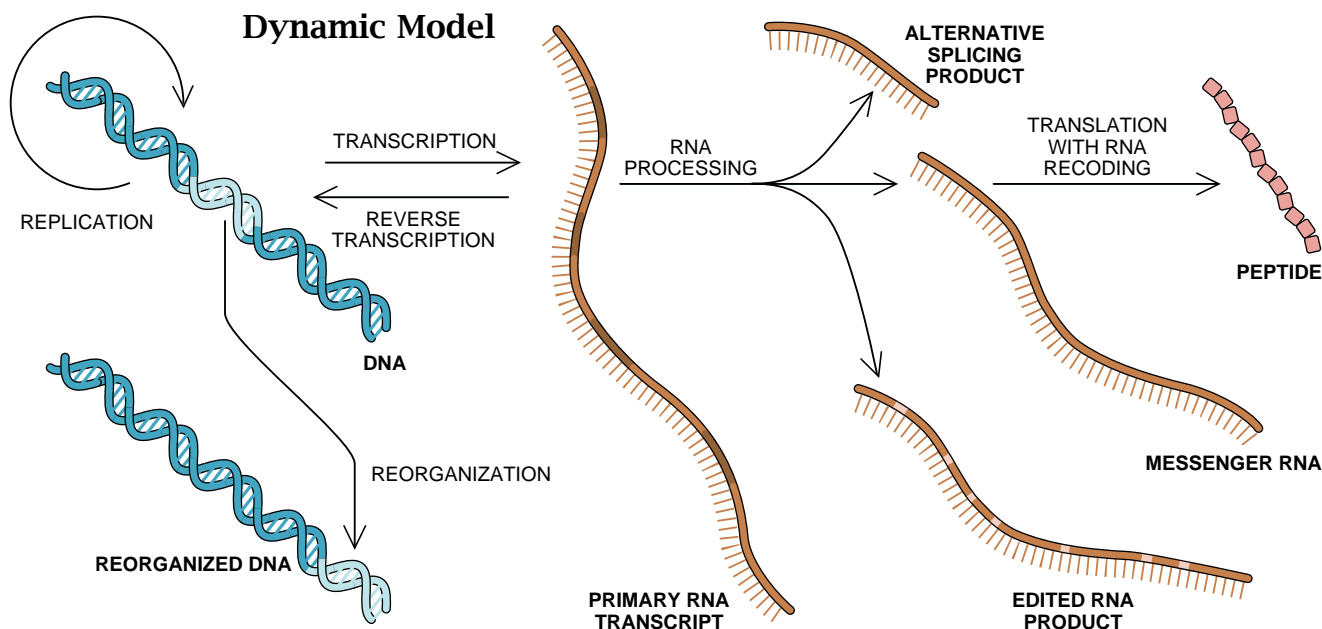 Dynamic Model
ALTERNATIVE
SPLICING
PRODUCT
TRANSCRIPTION
RNA
PROCESSING
TRANSLATION
WITH RNA
RECODING
REPLICATION
REVERSE
TRANSCRIPTION
PEPTIDE
DNA
REORGANIZATION
MESSENGER RNA
REORGANIZED DNA
PRIMARY RNA
TRANSCRIPT
EDITED RNA
PRODUCT